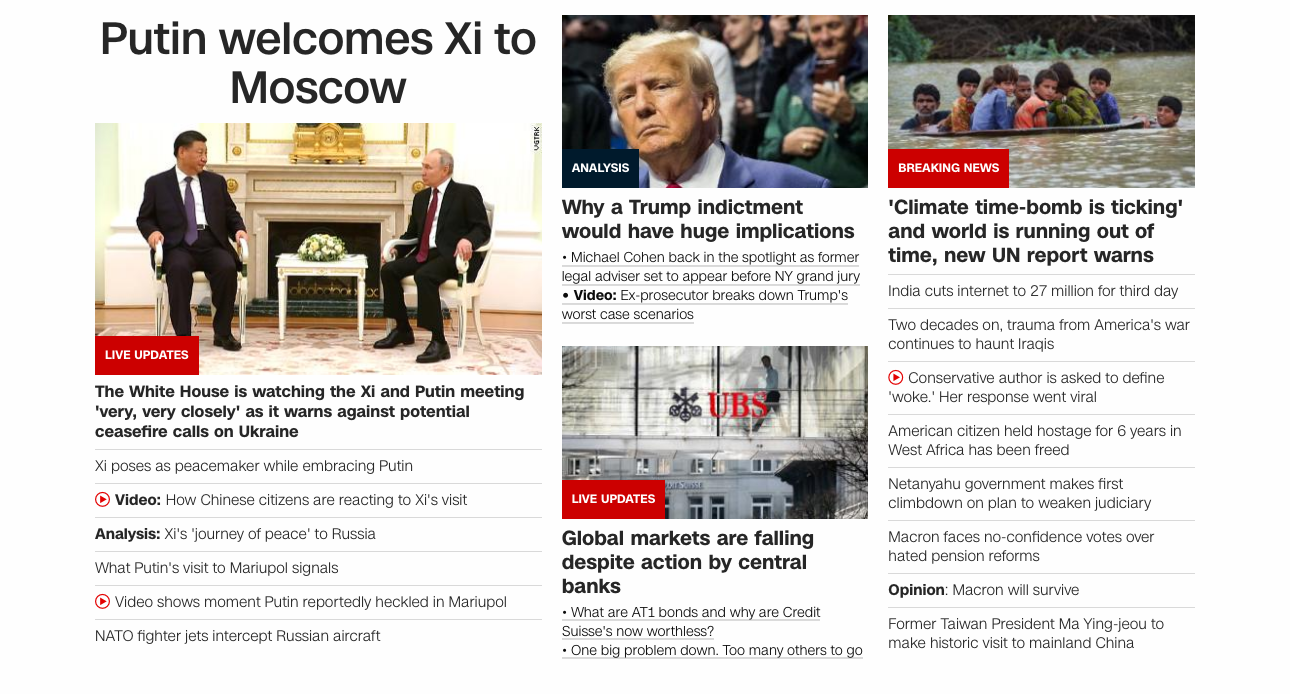 Putin welcomes Xi to
Moscow
VGTRK
LIVE UPDATES
The White House is watching the Xi and Putin meeting
'very, very closely' as it warns against potential
ceasefire calls on Ukraine
Xi poses as peacemaker while embracing Putin
Video: How Chinese citizens are reacting to Xi's visit
Analysis: Xi's 'journey of peace' to Russia
What Putin's visit to Mariupol signals
Video shows moment Putin reportedly heckled in Mariupol
NATO fighter jets intercept Russian aircraft
ANALYSIS
Why a Trump indictment
would have huge implications
• Michael Cohen back in the spotlight as former
legal adviser set to appear before NY grand jury
• Video: Ex-prosecutor breaks down Trump's
worst case scenarios
UBS
CREDIT SUISSE
LIVE UPDATES
Global markets are falling
despite action by central
banks
• What are AT1 bonds and why are Credit
Suisse's now worthless?
• One big problem down. Too many others to go
BREAKING NEWS
'Climate time-bomb is ticking'
and world is running out of
time, new UN report warns
India cuts internet to 27 million for third day
Two decades on, trauma from America's war
continues to haunt Iraqis
Conservative author is asked to define
'woke.' Her response went viral
American citizen held hostage for 6 years in
West Africa has been freed
Netanyahu government makes first
climbdown on plan to weaken judiciary
Macron faces no-confidence votes over
hated pension reforms
Opinion: Macron will survive
Former Taiwan President Ma Ying-jeou to
make historic visit to mainland China